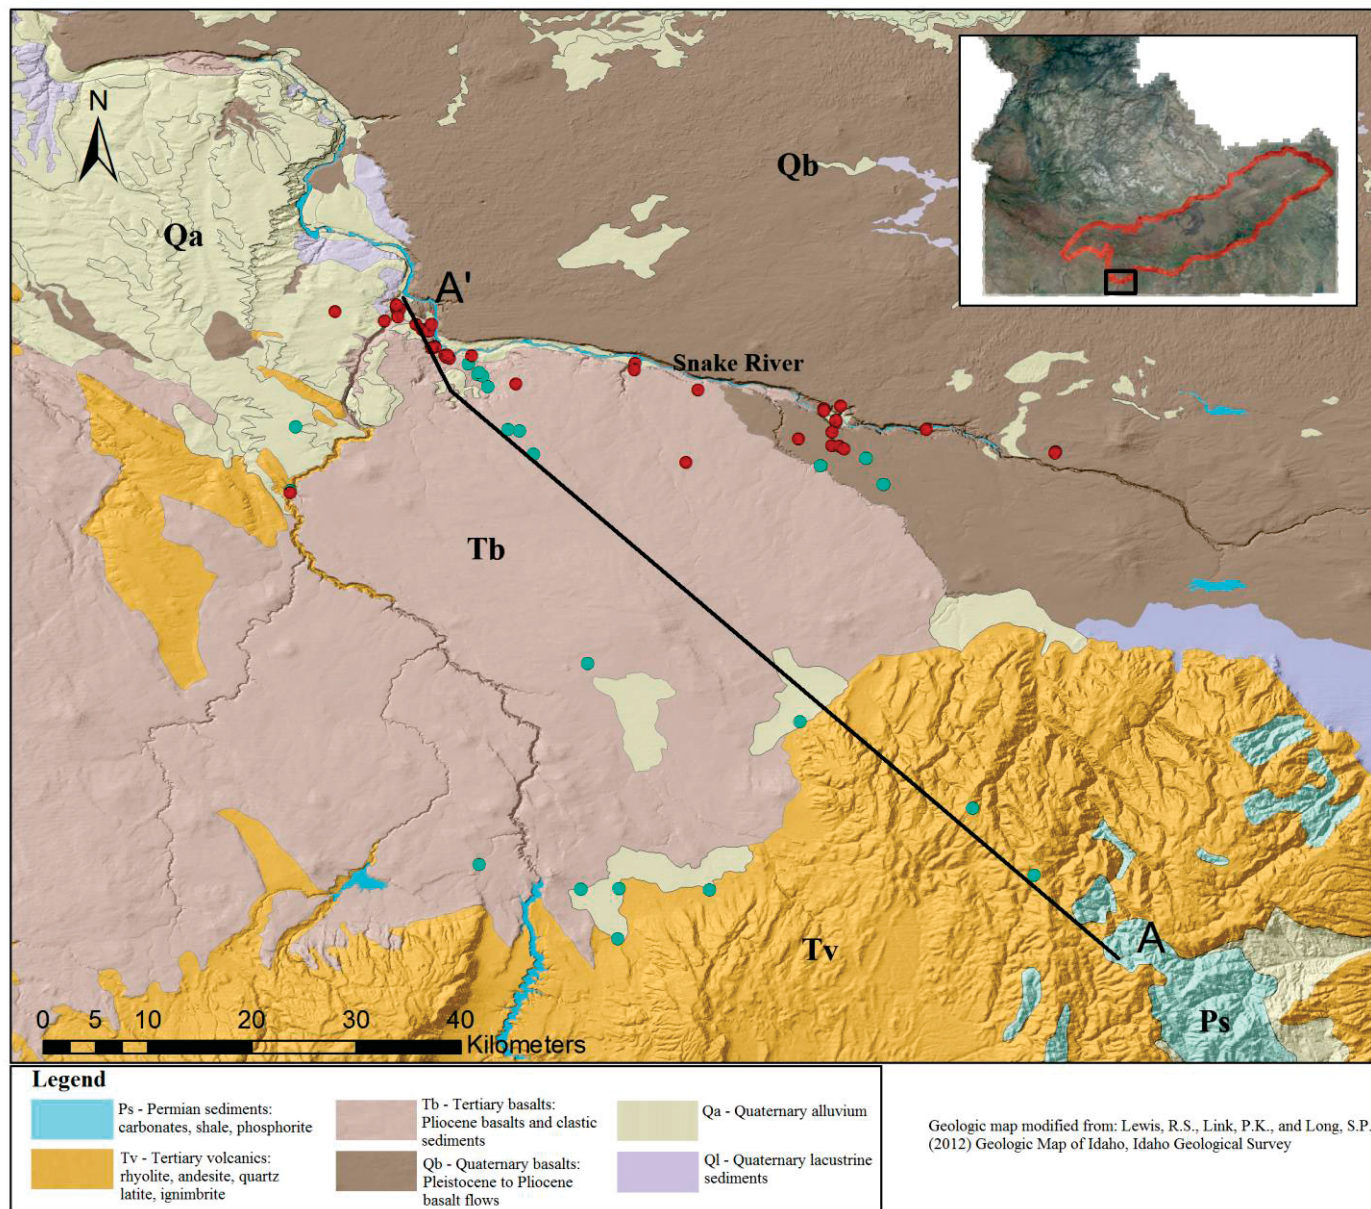 N
Qb
Qa
A'
Snake River
Tb
A
Tv
Ps
0 5 10 20 30 40
Kilometers
Legend
Ps - Permian sediments:
carbonates, shale, phosphorite
Tv - Tertiary volcanics:
rhyolite, andesite, quartz
latite, ignimbrite
Tb - Tertiary basalts:
Pliocene basalts and clastic
sediments
Qb - Quaternary basalts:
Pleistocene to Pliocene
basalt flows
Qa - Quaternary alluvium
Ql - Quaternary lacustrine
sediments
Geologic map modified from: Lewis, R.S., Link, P.K., and Long, S.P.
(2012) Geologic Map of Idaho, Idaho Geological Survey